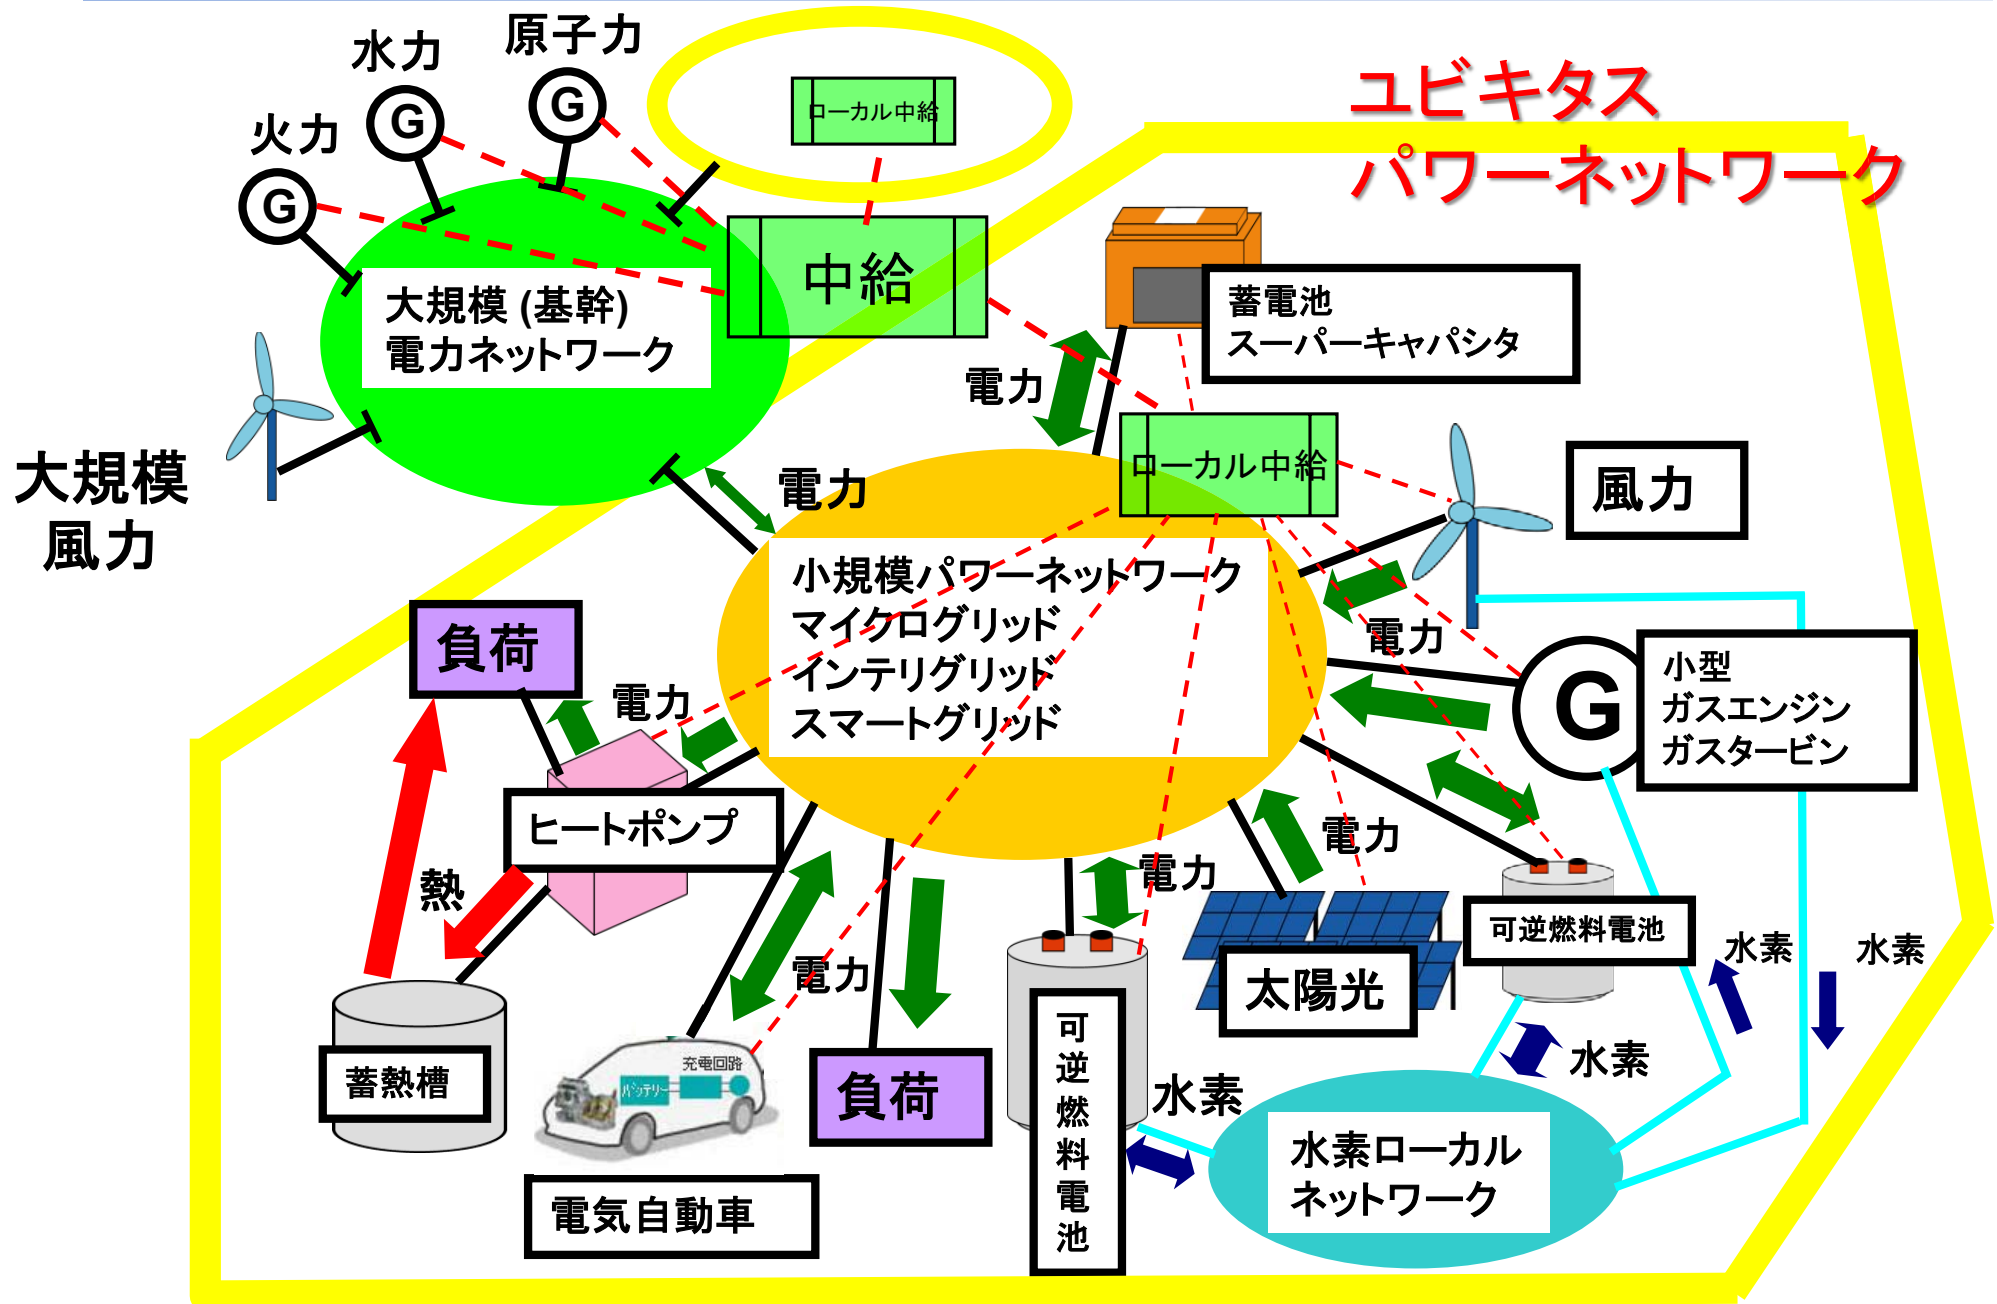 原子力
水力
火力
G
G
G
ローカル中給
ユビキタス
パワーネットワーク
中給
大規模 (基幹)
電力ネットワーク
蓄電池
スーパーキャパシタ
電力
ローカル中給
大規模
風力
電力
風力
小規模パワーネットワーク
マイクログリッド
インテリグリッド
スマートグリッド
電力
負荷
電力
G
小型
ガスエンジン
ガスタービン
ヒートポンプ
電力
電力
熱
可逆燃料電池
水素
水素
電力
太陽光
蓄熱槽
充電回路
バッテリー
負荷
可逆燃料電池
水素
水素
水素ローカル
ネットワーク
電気自動車